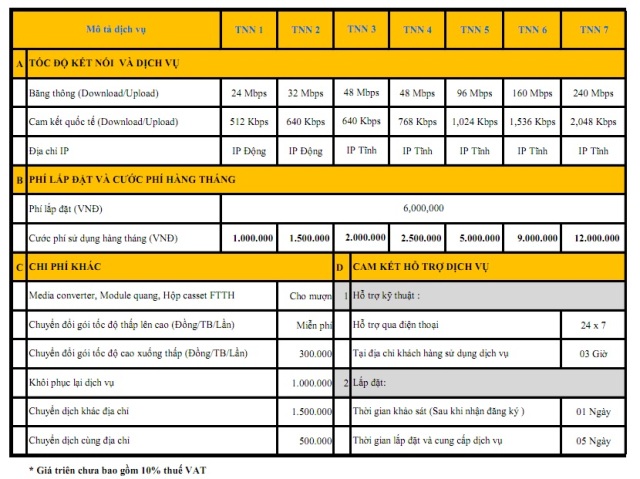 Mô tả dịch vụ TNN 1 TNN 2 TNN 3 TNN 4 TNN 5 TNN 6 TNN 7
A TỐC ĐỘ KẾT NỐI VÀ DỊCH VỤ
Băng thông (Download/Upload) 24 Mbps 32 Mbps 48 Mbps 48 Mbps 96 Mbps 160 Mbps 240 Mbps
Cam kết quốc tế (Download/Upload) 512 Kbps 640 Kbps 640 Kbps 768 Kbps 1,024 Kbps 1,536 Kbps 2,048 Kbps
Địa chỉ IP IP Động IP Động IP Tĩnh IP Tĩnh IP Tĩnh IP Tĩnh IP Tĩnh
B PHÍ LẮP ĐẶT VÀ CƯỚC PHÍ HÀNG THÁNG
Phí lắp đặt (VNĐ) 6,000,000
Cước phí sử dụng hàng tháng (VNĐ) 1.000.000 1.500.000 2.000.000 2.500.000 5.000.000 9.000.000 12.000.000
C CHI PHÍ KHÁC D CAM KẾT HỖ TRỢ DỊCH VỤ
Media converter, Module quang, Hộp casset FTTH Cho mượn 1 Hỗ trợ kỹ thuật :
Chuyển đổi gói tốc độ thấp lên cao (Đồng/TB/Lần) Miễn phí Hỗ trợ qua điện thoại 24 x 7
Chuyển đổi gói tốc độ cao xuống thấp (Đồng/TB/Lần) 300.000 Tại địa chỉ khách hàng sử dụng dịch vụ 03 Giờ
Khôi phục lại dịch vụ 1.000.000 2 Lắp đặt:
Chuyển dịch khác địa chỉ 1.500.000 Thời gian khảo sát (Sau khi nhận đăng ký ) 01 Ngày
Chuyển dịch cùng địa chỉ 500.000 Thời gian lắp đặt và cung cấp dịch vụ 05 Ngày
* Giá triên chưa bao gồm 10% thuế VAT